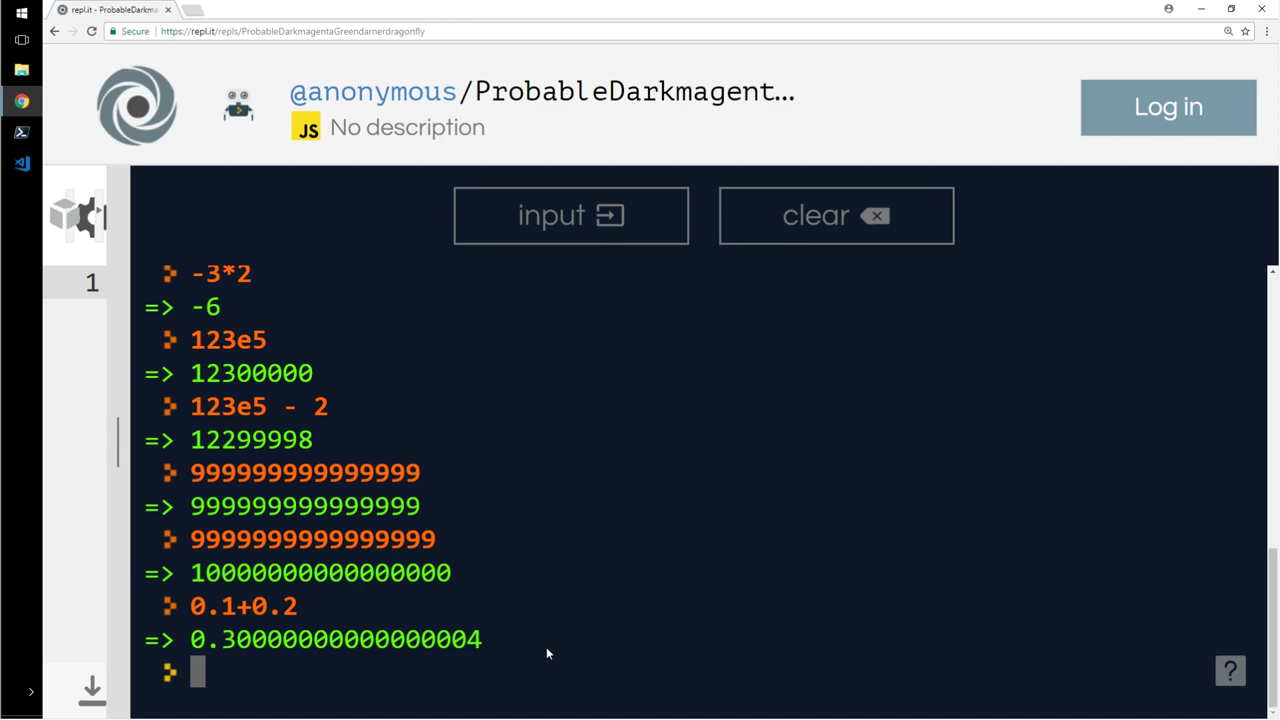 repl.it - ProbableDarkma
Secure https://repl.it/repls/ProbableDarkmagentaGreendarnerdragonfly
@anonymous/ProbableDarkmagent...
JS No description
Log in
input
clear
1
-3*2
=> -6
123e5
=> 12300000
123e5 - 2
=> 12299998
999999999999999
=> 999999999999999
9999999999999999
=> 10000000000000000
0.1+0.2
=> 0.30000000000000004
?